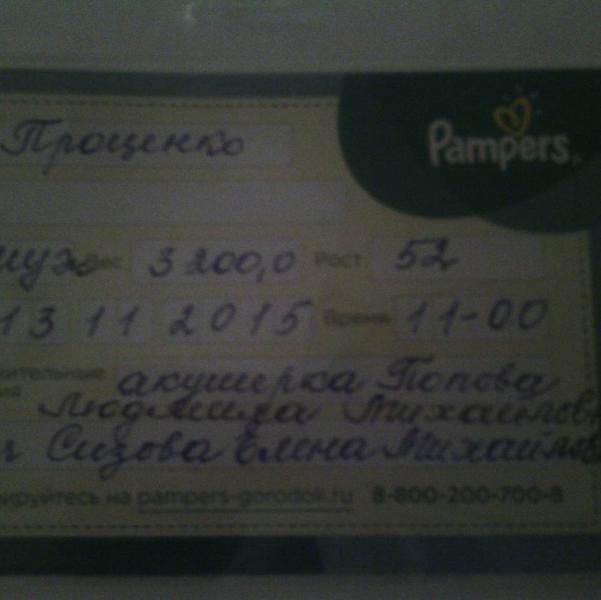 Pampers®
Проценко
муж Вес 3200,0 Рост 52
13 11 2015 Время 11-00
акушерка Попова
Людмила Михайлов
Сизова Елена Михайлов
pampers-gorodok.ru 8-800-200-700-8